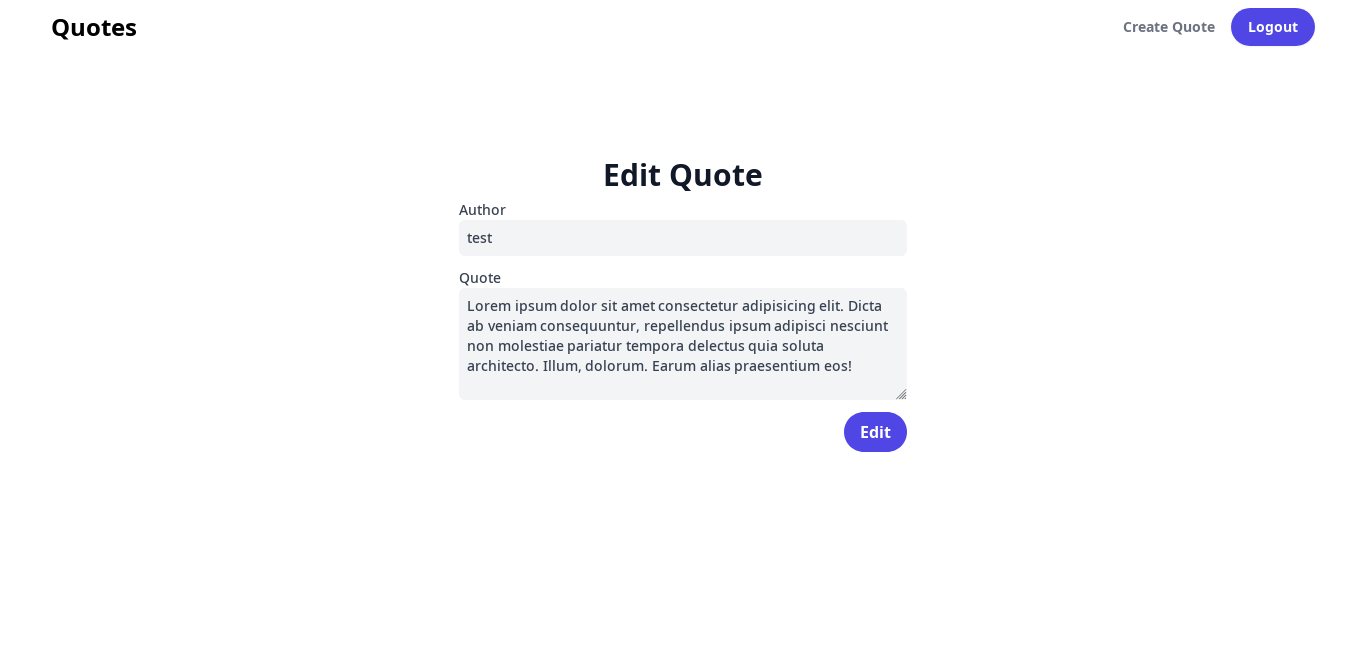 Quotes
Create Quote
Logout
Edit Quote
Author
test
Quote
Lorem ipsum dolor sit amet consectetur adipisicing elit. Dicta
ab veniam consequuntur, repellendus ipsum adipisci nesciunt
non molestiae pariatur tempora delectus quia soluta
architecto. Illum, dolorum. Earum alias praesentium eos!
Edit